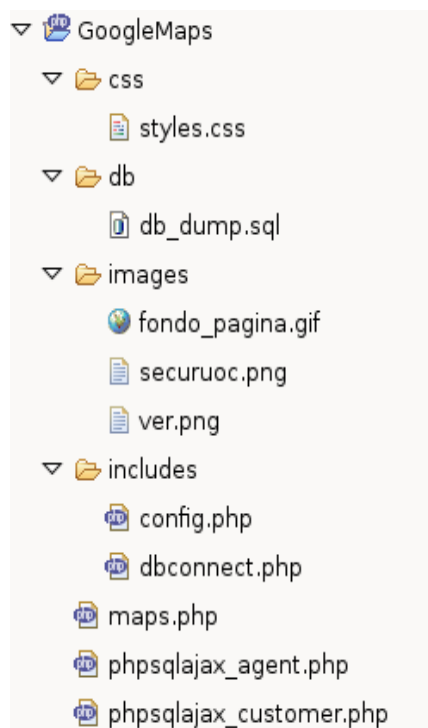 GoogleMaps
css
styles.css
db
db_dump.sql
images
fondo_pagina.gif
securuoc.png
ver.png
includes
config.php
dbconnect.php
maps.php
phpsqlajax_agent.php
phpsqlajax_customer.php